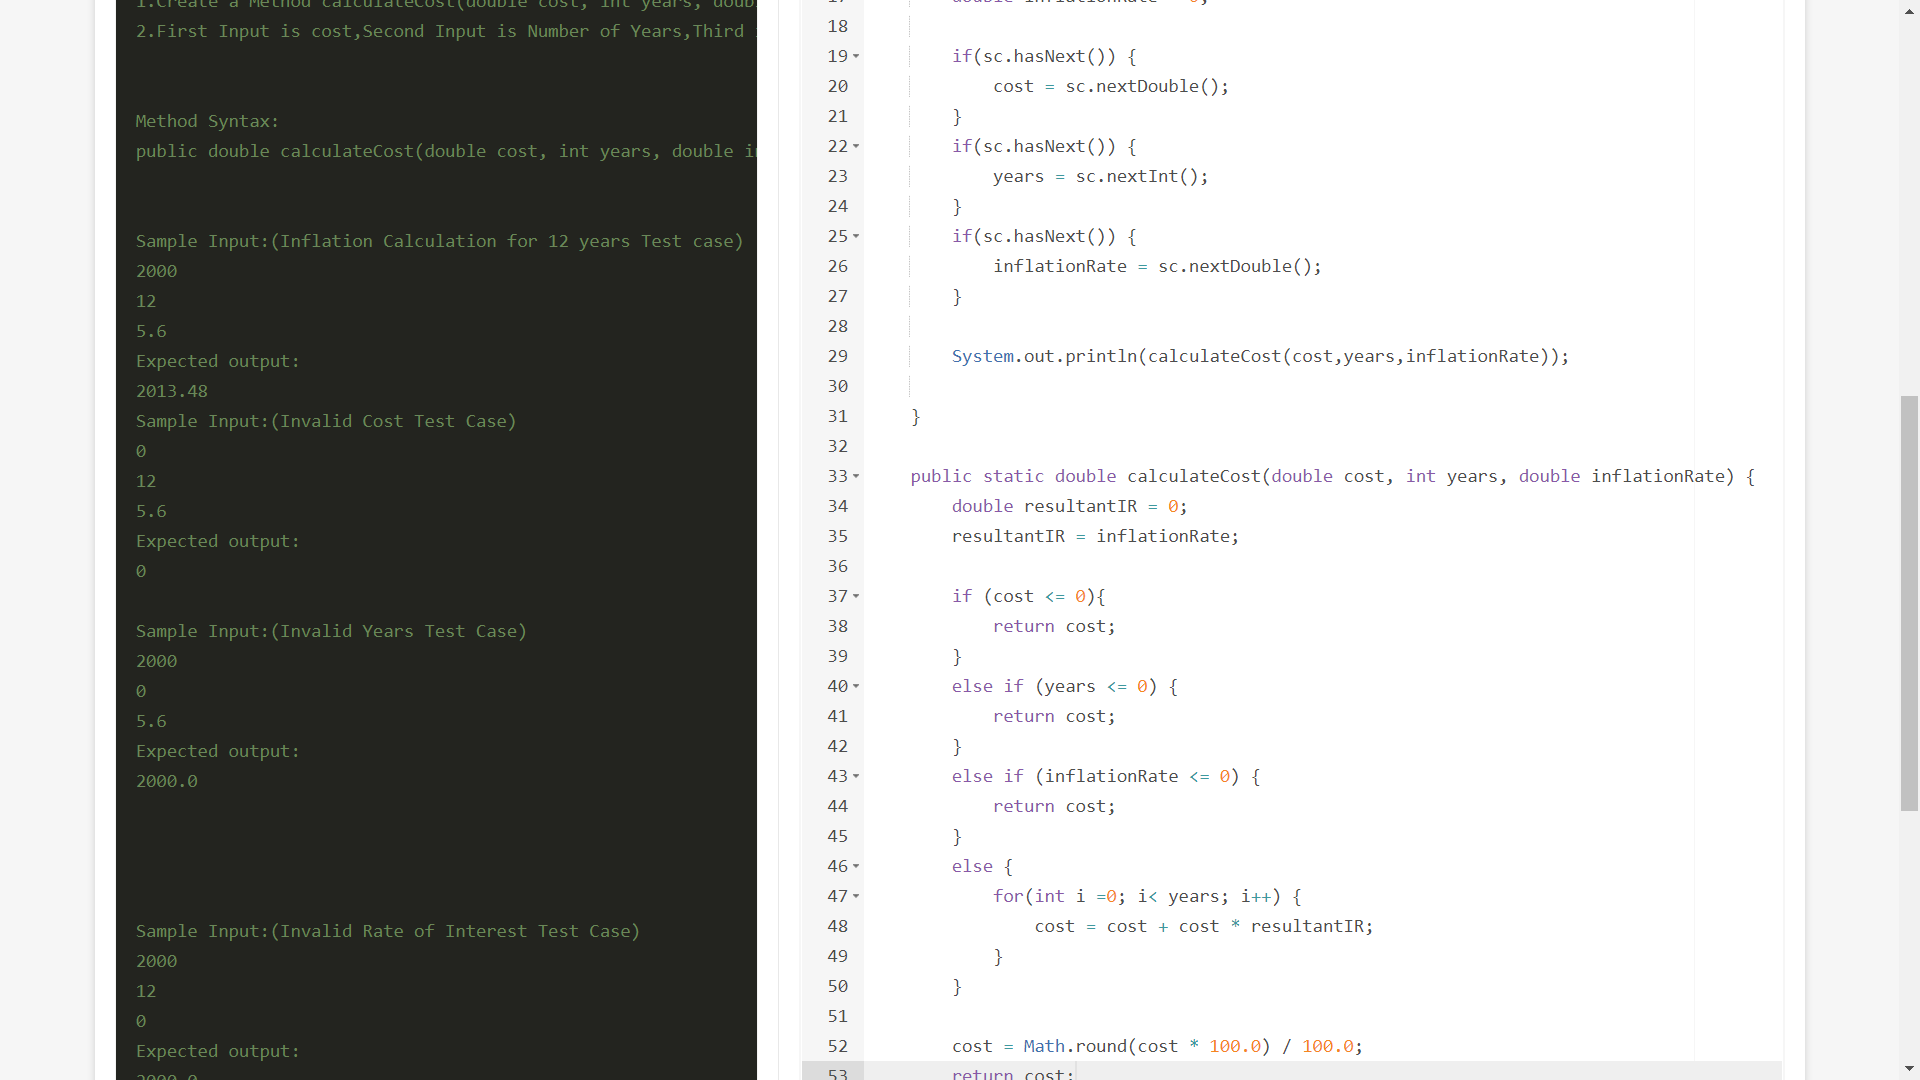 1.Create a Method calculateCost(double cost, int years, doub
2.First Input is cost,Second Input is Number of Years,Third
Method Syntax:
public double calculateCost(double cost, int years, double i
Sample Input:(Inflation Calculation for 12 years Test case)
2000
12
5.6
Expected output:
2013.48
Sample Input:(Invalid Cost Test Case)
0
12
5.6
Expected output:
0
Sample Input:(Invalid Years Test Case)
2000
0
5.6
Expected output:
2000.0
Sample Input:(Invalid Rate of Interest Test Case)
2000
12
0
Expected output:
2000.0
17 double inflationRate = 0;
18
19 if(sc.hasNext()) {
20 cost = sc.nextDouble();
21 }
22 if(sc.hasNext()) {
23 years = sc.nextInt();
24 }
25 if(sc.hasNext()) {
26 inflationRate = sc.nextDouble();
27 }
28
29 System.out.println(calculateCost(cost,years,inflationRate));
30
31 }
32
33 public static double calculateCost(double cost, int years, double inflationRate) {
34 double resultantIR = 0;
35 resultantIR = inflationRate;
36
37 if (cost <= 0){
38 return cost;
39 }
40 else if (years <= 0) {
41 return cost;
42 }
43 else if (inflationRate <= 0) {
44 return cost;
45 }
46 else {
47 for(int i =0; i< years; i++) {
48 cost = cost + cost * resultantIR;
49 }
50 }
51
52 cost = Math.round(cost * 100.0) / 100.0;
53 return cost;